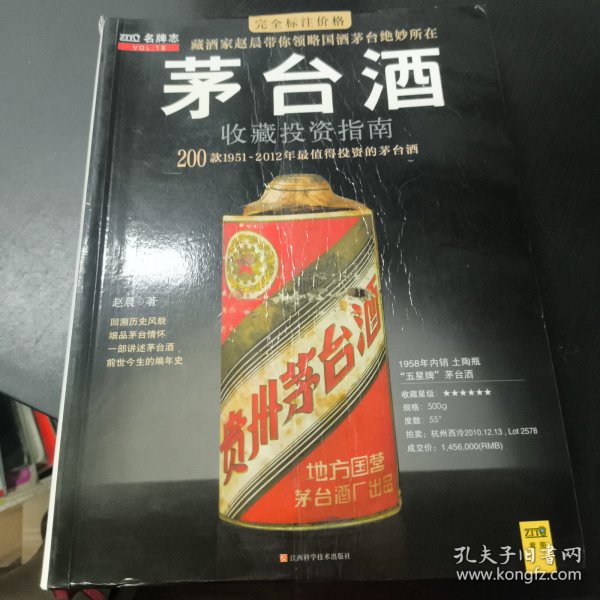 完全标注价格
ZITO 名牌志
VOL.18
藏酒家赵晨带你领略国酒茅台绝妙所在
茅台酒
收藏投资指南
200款1951-2012年最值得投资的茅台酒
赵晨 著
回溯历史风貌
细品茅台情怀
一部讲述茅台酒
前世今生的编年史
贵州茅台酒
地方国营
茅台酒厂出品
1958年内销 土陶瓶
“五星牌”茅台酒
收藏星级：★★★★★★
规格：500g
度数：55°
拍卖：杭州西泠2010.12.13，Lot 2578
成交价：1,456,000(RMB)
江西科学技术出版社
ZITO
孔夫子旧书网
www.kongfz.com